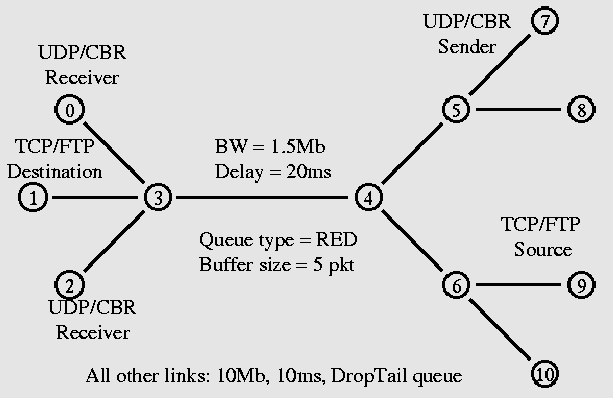 UDP/CBR
Sender
7
UDP/CBR
Receiver
0
5
8
TCP/FTP
Destination
BW = 1.5Mb
Delay = 20ms
1
3
4
Queue type = RED
Buffer size = 5 pkt
TCP/FTP
Source
2
6
9
UDP/CBR
Receiver
10
All other links: 10Mb, 10ms, DropTail queue